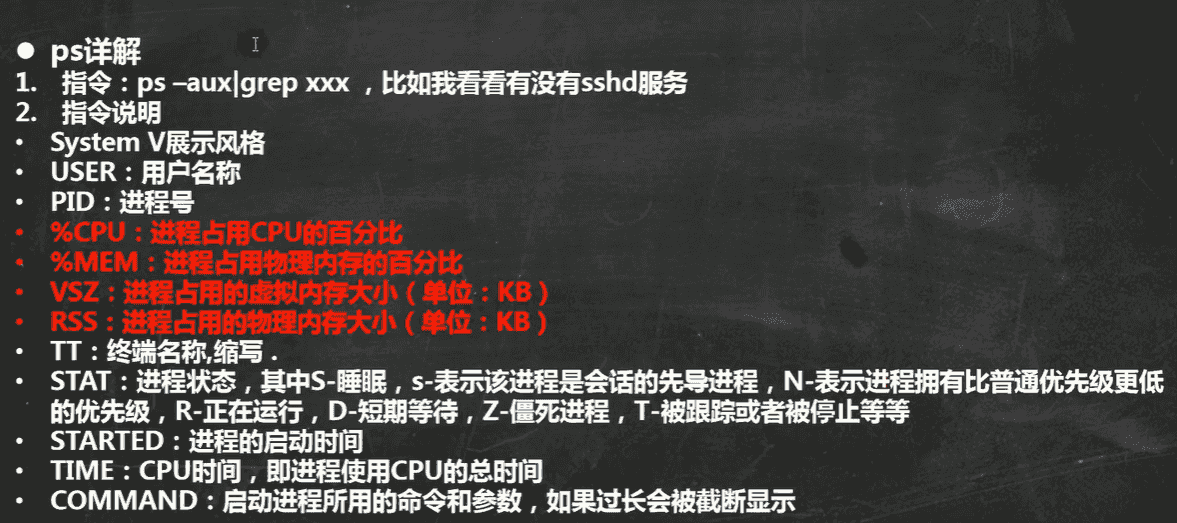 ● ps详解
1. 指令：ps –aux|grep xxx ，比如我看看有没有sshd服务
2. 指令说明
• System V展示风格
• USER：用户名称
• PID：进程号
• %CPU：进程占用CPU的百分比
• %MEM：进程占用物理内存的百分比
• VSZ：进程占用的虚拟内存大小（单位：KB）
• RSS：进程占用的物理内存大小（单位：KB）
• TT：终端名称,缩写．
• STAT：进程状态，其中S-睡眠，s-表示该进程是会话的先导进程，N-表示进程拥有比普通优先级更低
的优先级，R-正在运行，D-短期等待，Z-僵死进程，T-被跟踪或者被停止等等
• STARTED：进程的启动时间
• TIME：CPU时间，即进程使用CPU的总时间
• COMMAND：启动进程所用的命令和参数，如果过长会被截断显示